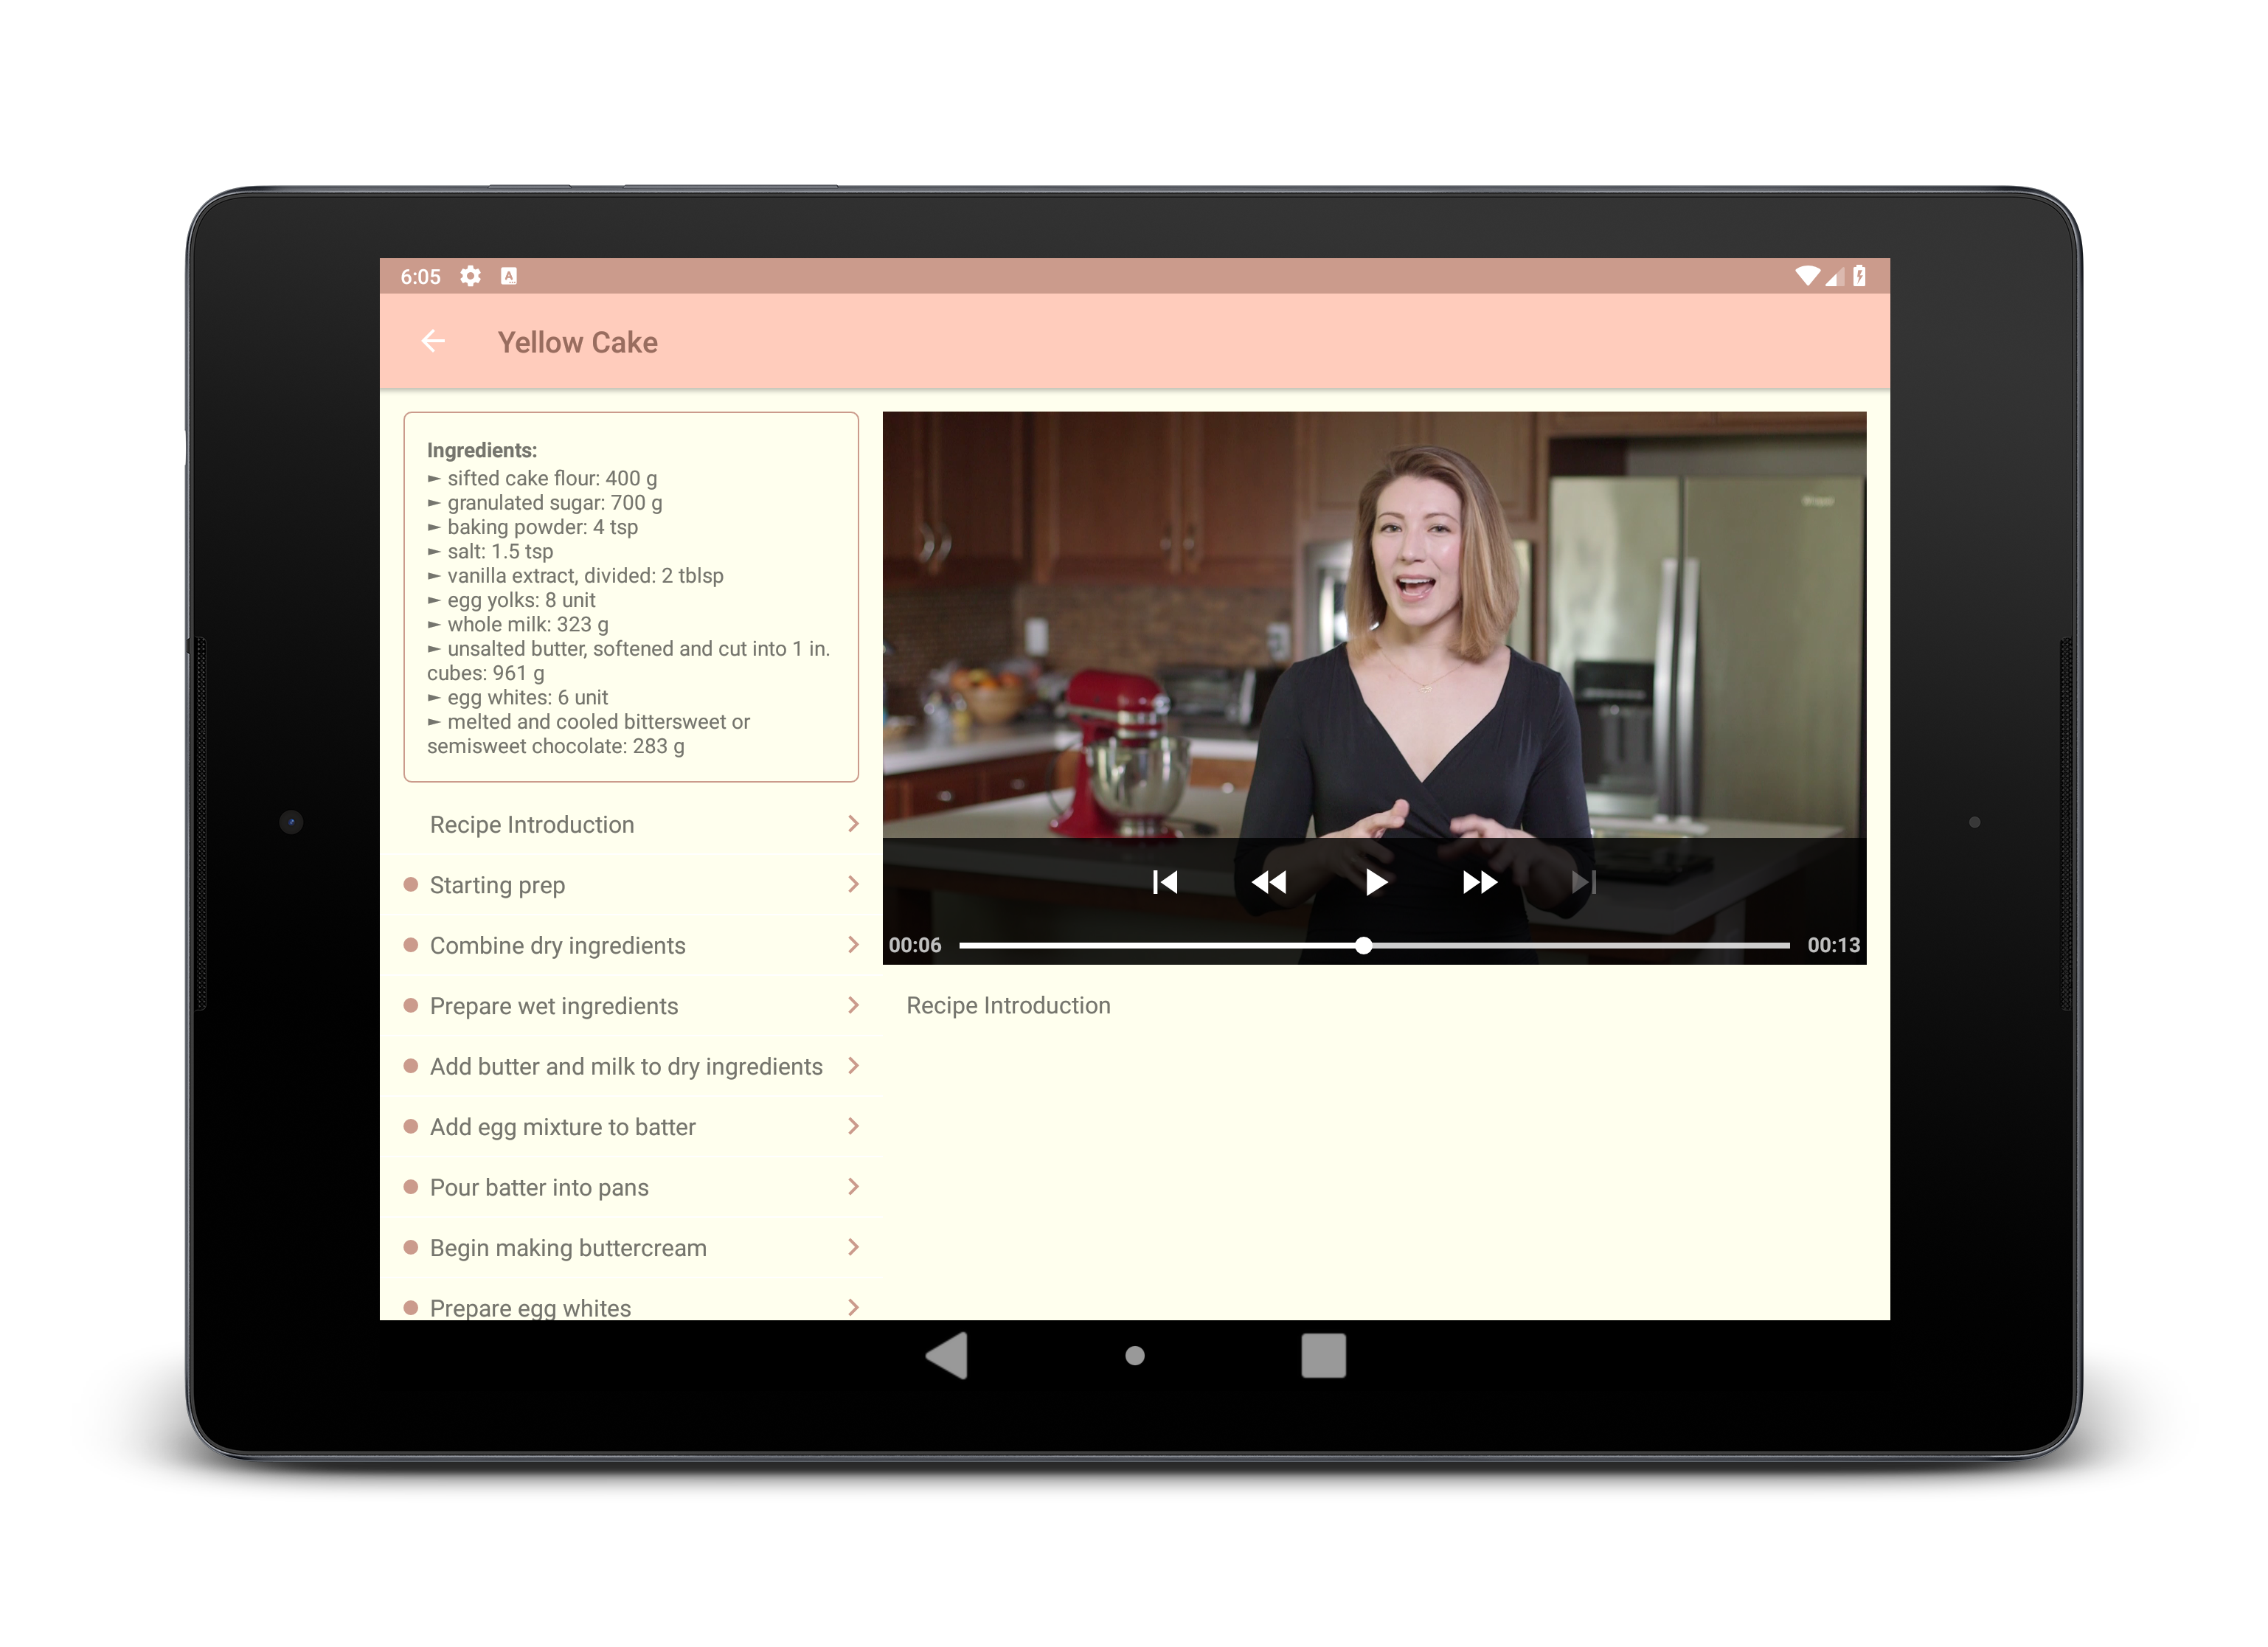 6:05
Yellow Cake
Ingredients:
► sifted cake flour: 400 g
► granulated sugar: 700 g
► baking powder: 4 tsp
► salt: 1.5 tsp
► vanilla extract, divided: 2 tblsp
► egg yolks: 8 unit
► whole milk: 323 g
► unsalted butter, softened and cut into 1 in.
cubes: 961 g
► egg whites: 6 unit
► melted and cooled bittersweet or
semisweet chocolate: 283 g
Recipe Introduction
Starting prep
Combine dry ingredients
Prepare wet ingredients
Add butter and milk to dry ingredients
Add egg mixture to batter
Pour batter into pans
Begin making buttercream
Prepare egg whites
00:06
00:13
Recipe Introduction